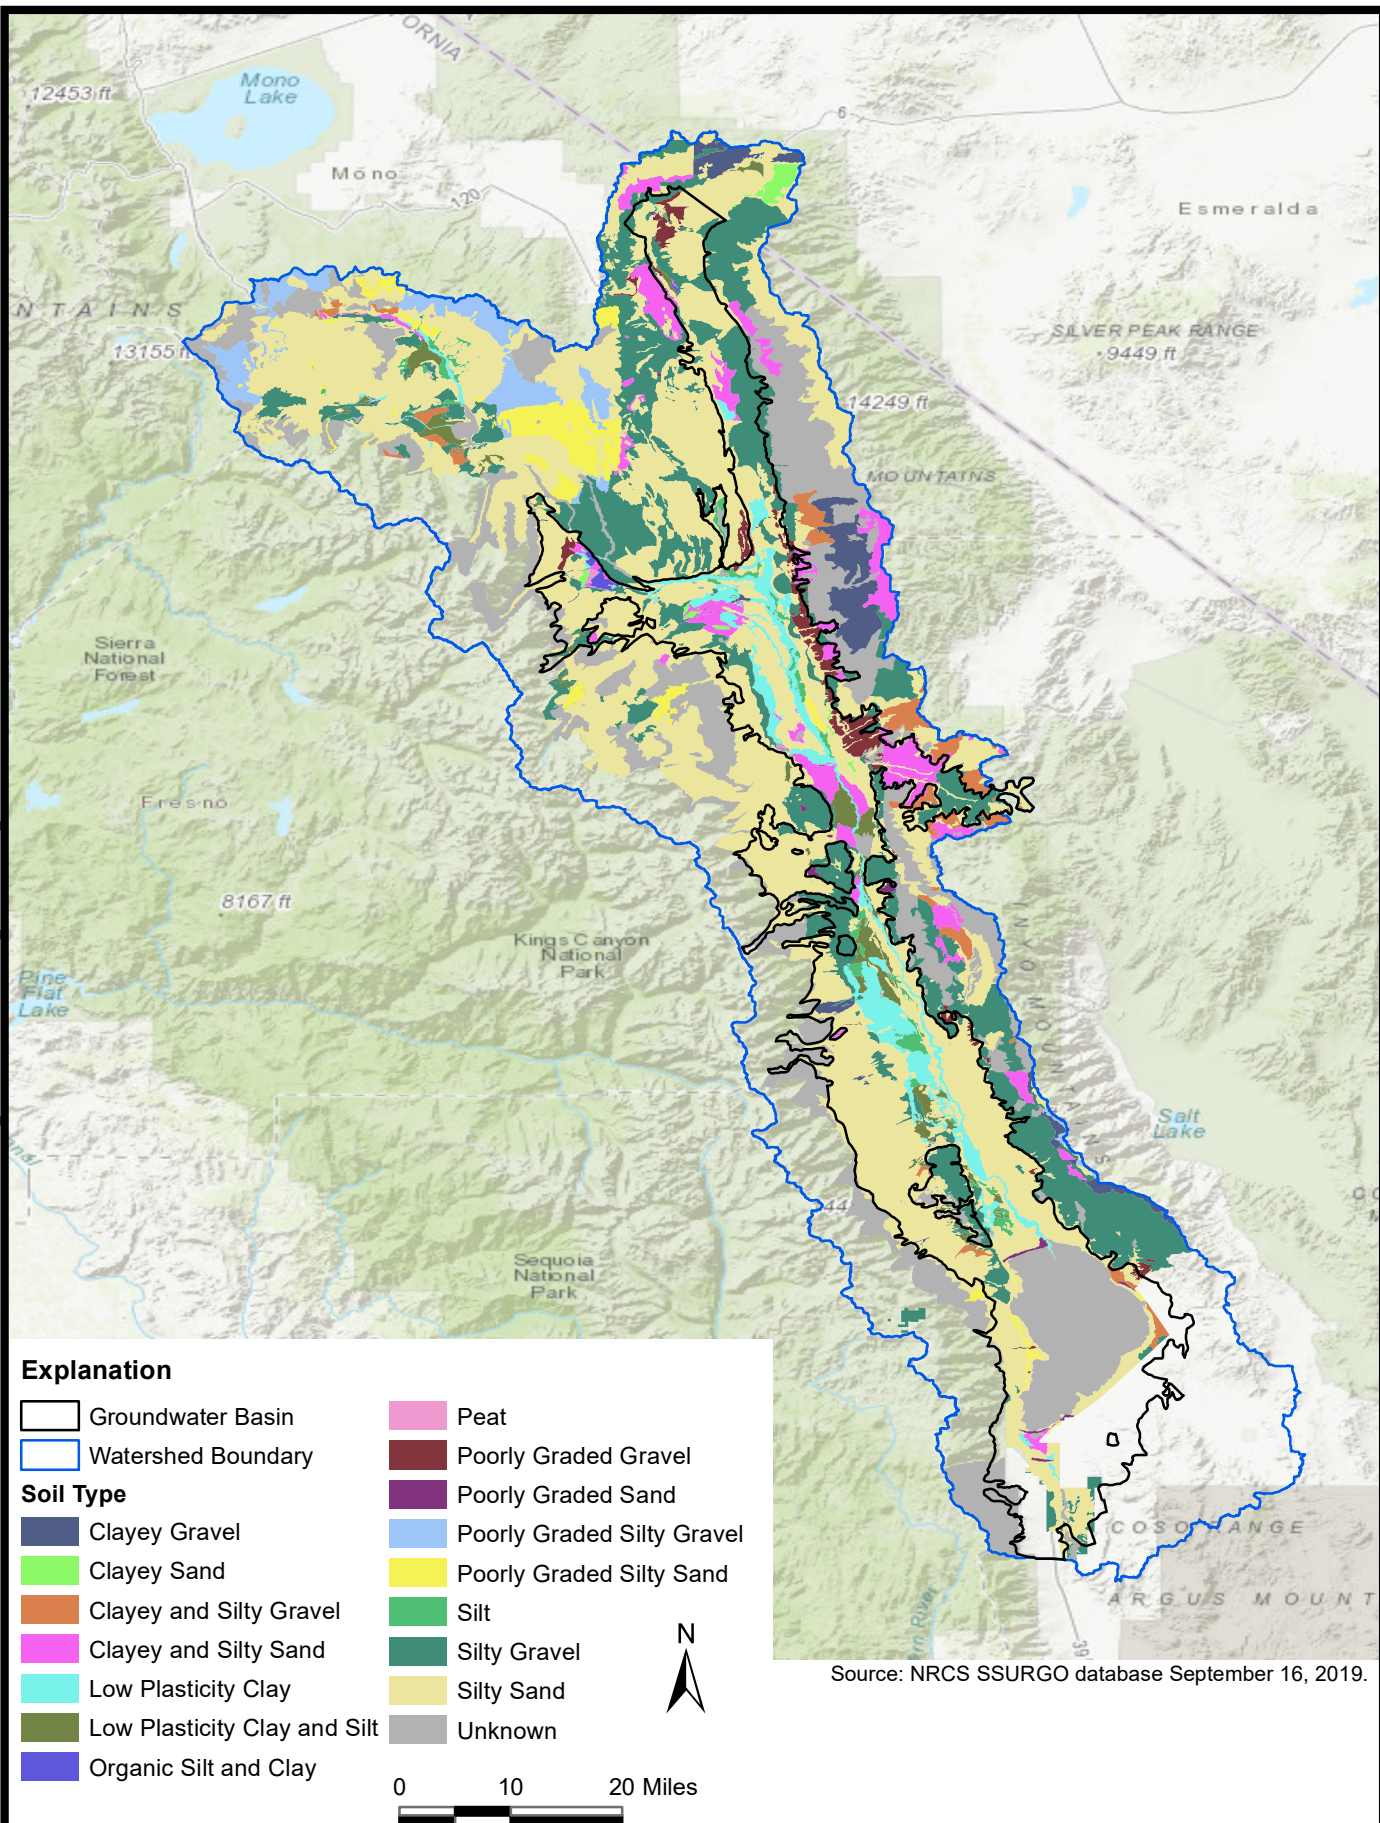 ORNIA
Mono
Lake
12453 ft
6
Mono
120
Esmeralda
NTAINS
13155 ft
SILVER PEAK RANGE
9449 ft
14249 ft
MOUNTAINS
Sierra
National
Forest
Fresno
8167 ft
Kings Canyon
National
Park
INYO MOUNTAINS
Pine
Flat
Lake
Salt
Lake
44
Sequoia
National
Park
COSO RANGE
ARGUS MOUNT
39
Explanation
Groundwater Basin
Watershed Boundary
Soil Type
Clayey Gravel
Clayey Sand
Clayey and Silty Gravel
Clayey and Silty Sand
Low Plasticity Clay
Low Plasticity Clay and Silt
Organic Silt and Clay
Peat
Poorly Graded Gravel
Poorly Graded Sand
Poorly Graded Silty Gravel
Poorly Graded Silty Sand
Silt
Silty Gravel
Silty Sand
Unknown
N
0 10 20 Miles
Source: NRCS SSURGO database September 16, 2019.